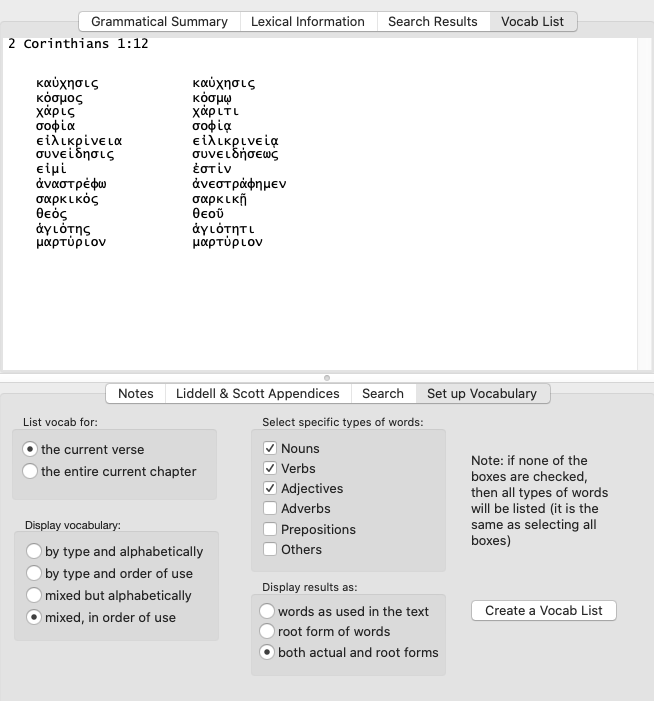 Grammatical Summary Lexical Information Search Results Vocab List
2 Corinthians 1:12
καύχησις καύχησις
κόσμος κόσμῳ
χάρις χάριτι
σοφία σοφίᾳ
εἰλικρίνεια εἰλικρινείᾳ
συνείδησις συνειδήσεως
εἰμί ἐστίν
ἀναστρέφω ἀνεστράφημεν
σαρκικός σαρκικῇ
θεός θεοῦ
ἁγιότης ἁγιότητι
μαρτύριον μαρτύριον
Notes Liddell & Scott Appendices Search Set up Vocabulary
List vocab for:
the current verse
the entire current chapter
Display vocabulary:
by type and alphabetically
by type and order of use
mixed but alphabetically
mixed, in order of use
Select specific types of words:
Nouns
Verbs
Adjectives
Adverbs
Prepositions
Others
Display results as:
words as used in the text
root form of words
both actual and root forms
Note: if none of the
boxes are checked,
then all types of words
will be listed (it is the
same as selecting all
boxes)
Create a Vocab List